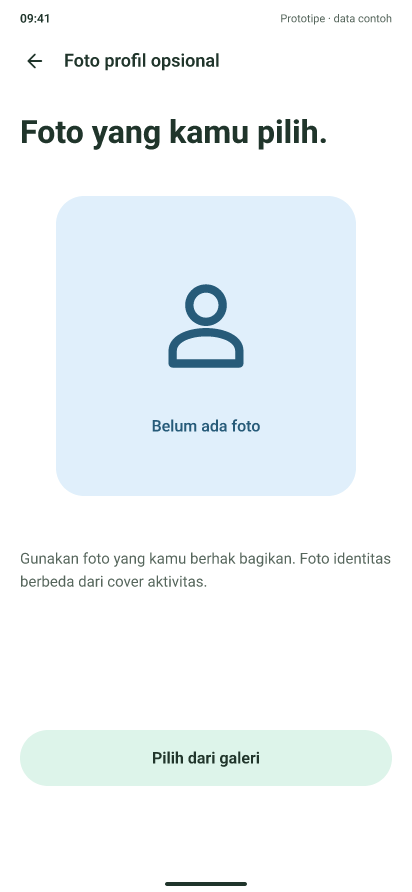 09:41
Prototipe · data contoh
Foto profil opsional
Foto yang kamu pilih.
Belum ada foto
Gunakan foto yang kamu berhak bagikan. Foto identitas
berbeda dari cover aktivitas.
Pilih dari galeri